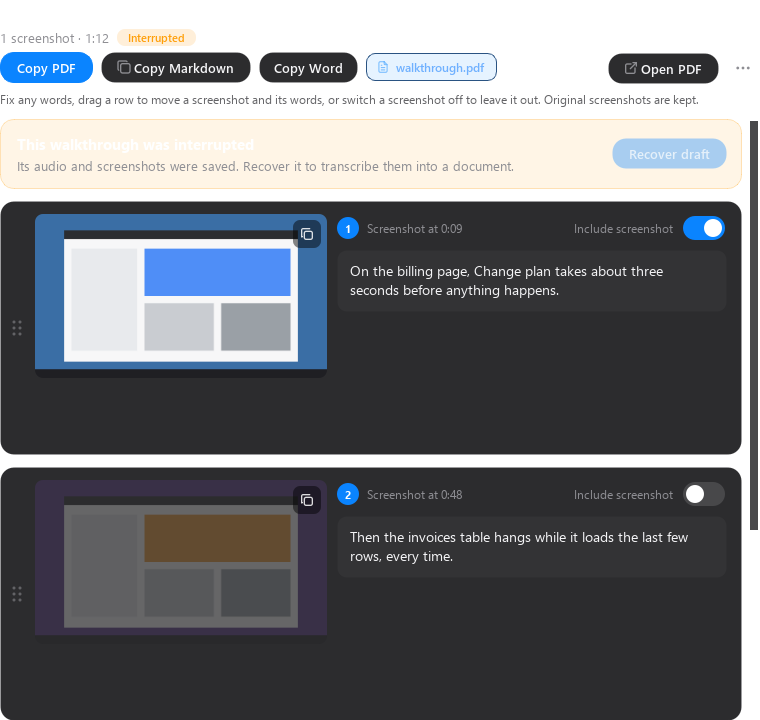 1 screenshot · 1:12 Interrupted
Copy PDF Copy Markdown Copy Word walkthrough.pdf Open PDF
Fix any words, drag a row to move a screenshot and its words, or switch a screenshot off to leave it out. Original screenshots are kept.
This walkthrough was interrupted
Its audio and screenshots were saved. Recover it to transcribe them into a document.
Recover draft
1 Screenshot at 0:09 Include screenshot
On the billing page, Change plan takes about three
seconds before anything happens.
2 Screenshot at 0:48 Include screenshot
Then the invoices table hangs while it loads the last few
rows, every time.